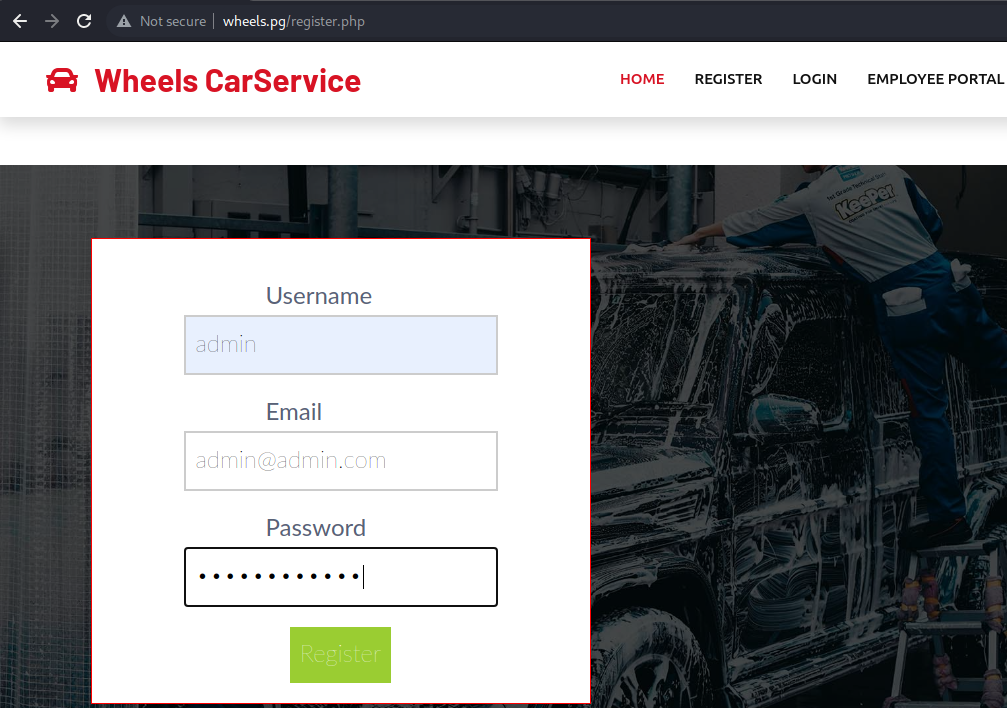 Not secure | wheels.pg/register.php
Wheels CarService
HOME REGISTER LOGIN EMPLOYEE PORTAL
KeePer
Username
admin
Email
admin@admin.com
Password
••••••••••••
Register